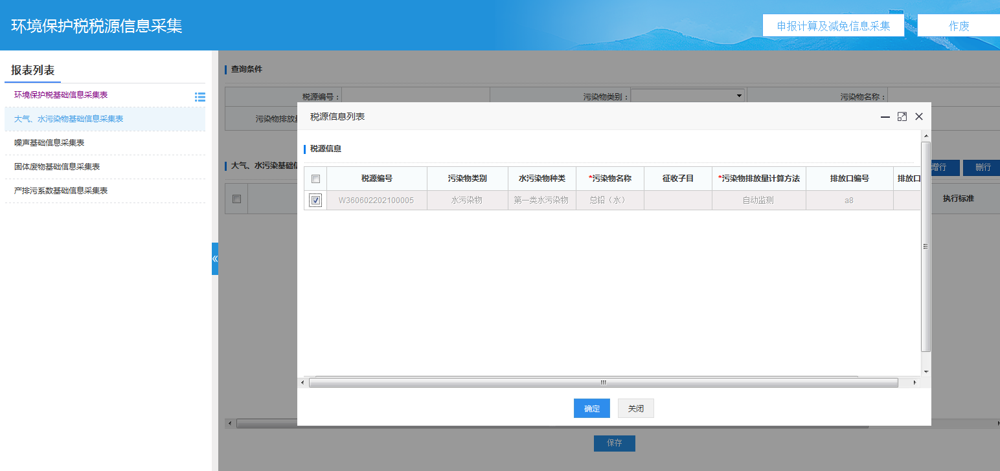 环境保护税税源信息采集
申报计算及减免信息采集
作废
报表列表
环境保护税基础信息采集表
大气、水污染物基础信息采集表
噪声基础信息采集表
固体废物基础信息采集表
产排污系数基础信息采集表
查询条件
税源编号：
污染物类别：
污染物名称：
污染物排放量
大气、水污染基础信
增行
删行
执行标准
税源信息列表
税源信息
税源编号 污染物类别 水污染物种类 *污染物名称 征收子目 *污染物排放量计算方法 排放口编号 排放口
W360602202100005 水污染物 第一类水污染物 总铅（水） 自动监测 a8
确定
关闭
保存